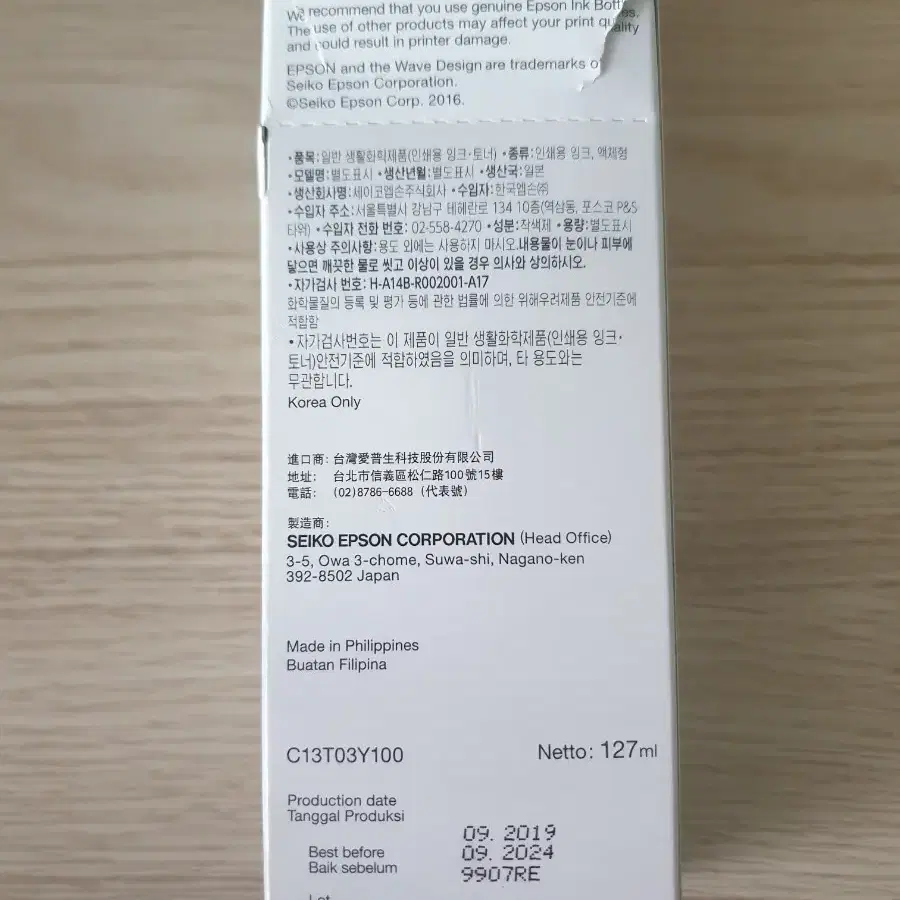 We recommend that you use genuine Epson Ink Bottles.
The use of other products may affect your print quality
and could result in printer damage.
EPSON and the Wave Design are trademarks of
Seiko Epson Corporation.
©Seiko Epson Corp. 2016.
•품목:일반 생활화학제품(인쇄용 잉크·토너) •종류:인쇄용 잉크, 액체형
•모델명:별도표시 •생산년월:별도표시 •생산국:일본
•생산회사명:세이코엡손주식회사 •수입자:한국엡손㈜
•수입자 주소:서울특별서 강남구 테헤란로 134 10층(역삼동, 포스코 P&S
타워) •수입자 전화 번호: 02-558-4270 •성분:착색제 •용량:별도표시
•사용상 주의사항:용도 외에는 사용하지 마시오.내용물이 눈이나 피부에
닿으면 깨끗한 물로 씻고 이상이 있을 경우 의사와 상의하시오.
•자가검사 번호: H-A14B-R002001-A17
화학물질의 등록 및 평가 등에 관한 법률에 의한 위해우려제품 안전기준에
적합함
•자가검사번호는 이 제품이 일반 생활화학제품(인쇄용 잉크·
토너)안전기준에 적합하였음을 의미하며, 타 용도와는
무관합니다.
Korea Only
進口商: 台灣愛普生科技股份有限公司
地址: 台北市信義區松仁路100號15樓
電話: (02)8786-6688 (代表號)
製造商:
SEIKO EPSON CORPORATION (Head Office)
3-5, Owa 3-chome, Suwa-shi, Nagano-ken
392-8502 Japan
Made in Philippines
Buatan Filipina
C13T03Y100 Netto: 127ml
Production date
Tanggal Produksi
09. 2019
Best before 09. 2024
Baik sebelum 9907RE